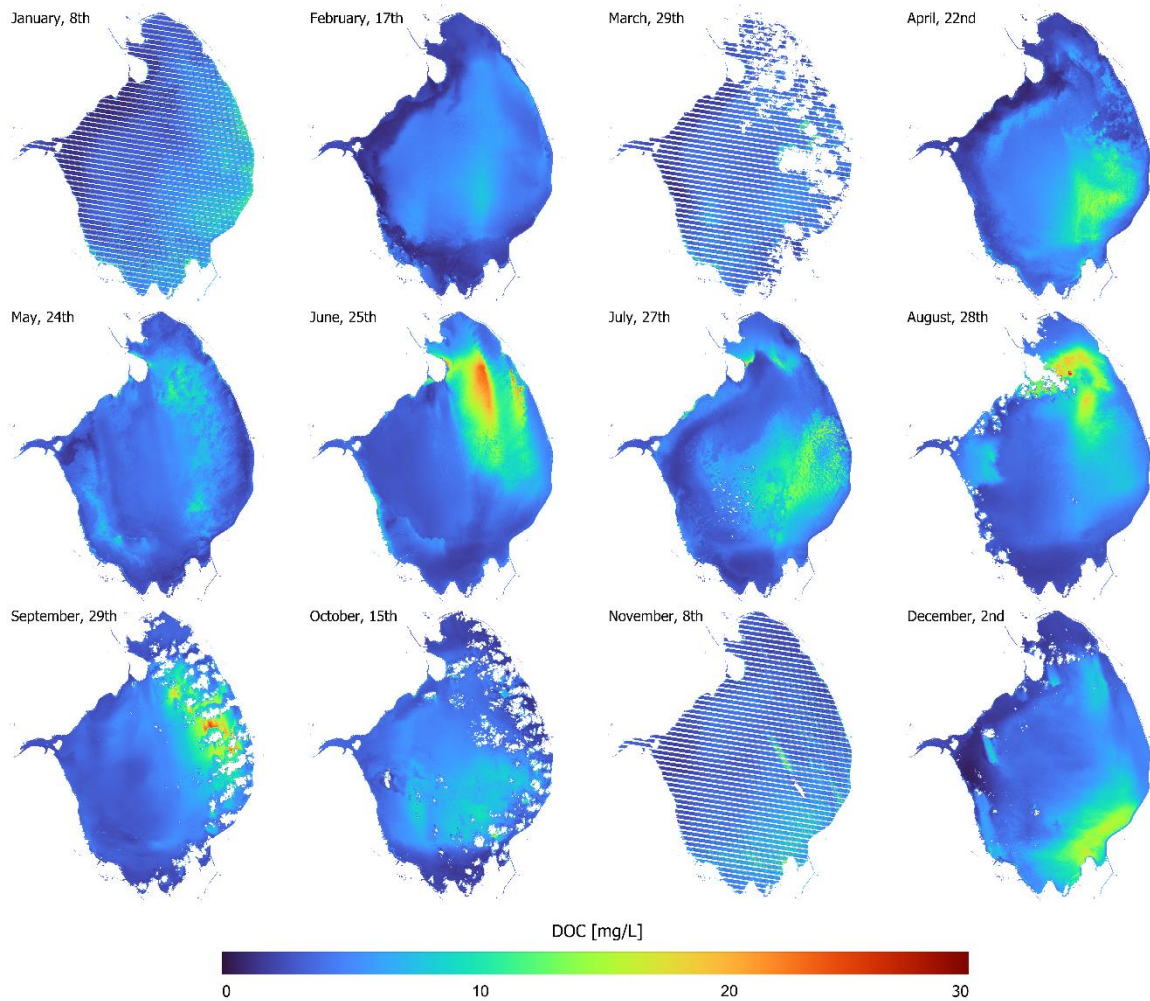 January, 8th
February, 17th
March, 29th
April, 22nd
May, 24th
June, 25th
July, 27th
August, 28th
September, 29th
October, 15th
November, 8th
December, 2nd
DOC [mg/L]
0 10 20 30